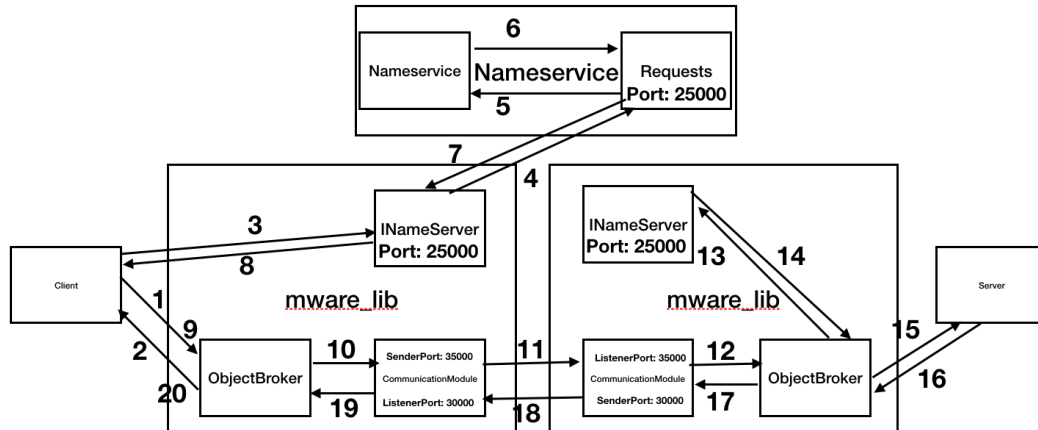 6
Nameservice
Nameservice
Requests
Port: 25000
5
7
4
INameServer
Port: 25000
3
8
Client
1
9
2
20
mware_lib
ObjectBroker
10
19
SenderPort: 35000
CommunicationModule
ListenerPort: 30000
11
18
INameServer
Port: 25000
13
14
mware_lib
ListenerPort: 35000
CommunicationModule
SenderPort: 30000
12
17
ObjectBroker
15
16
Server